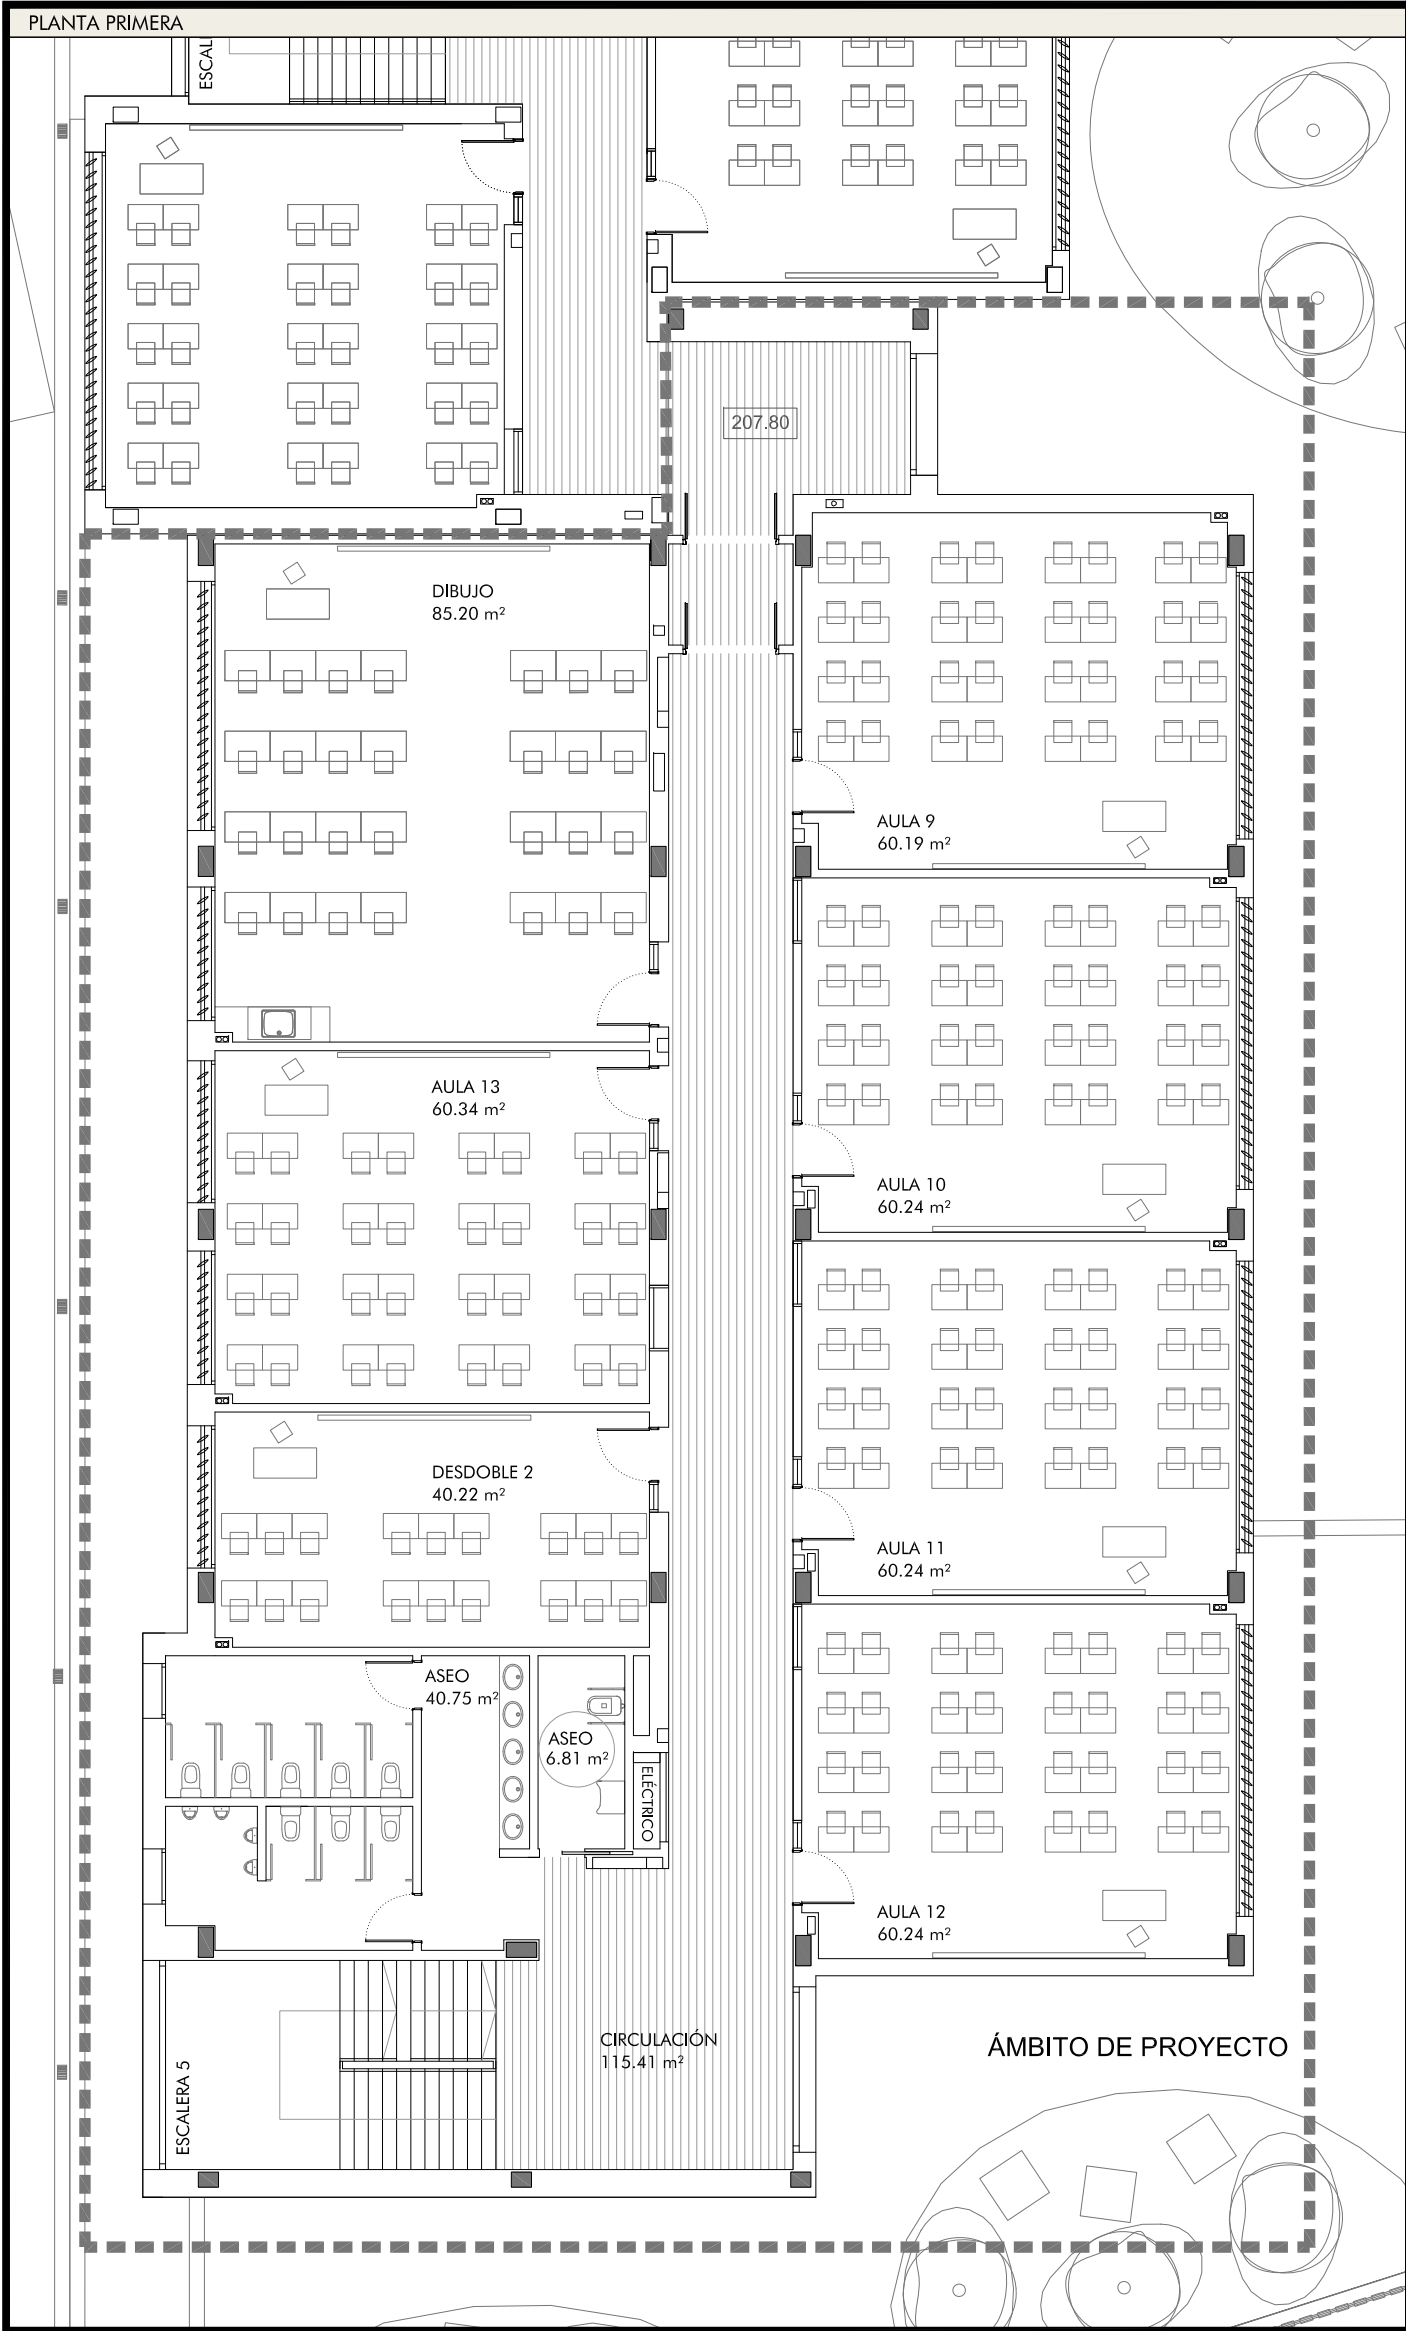 PLANTA PRIMERA
ESCAL
207.80
DIBUJO
85.20 m²
AULA 9
60.19 m²
AULA 13
60.34 m²
AULA 10
60.24 m²
DESDOBLE 2
40.22 m²
AULA 11
60.24 m²
ASEO
40.75 m²
ASEO
6.81 m²
ELÉCTRICO
AULA 12
60.24 m²
CIRCULACIÓN
115.41 m²
ÁMBITO DE PROYECTO
ESCALERA 5